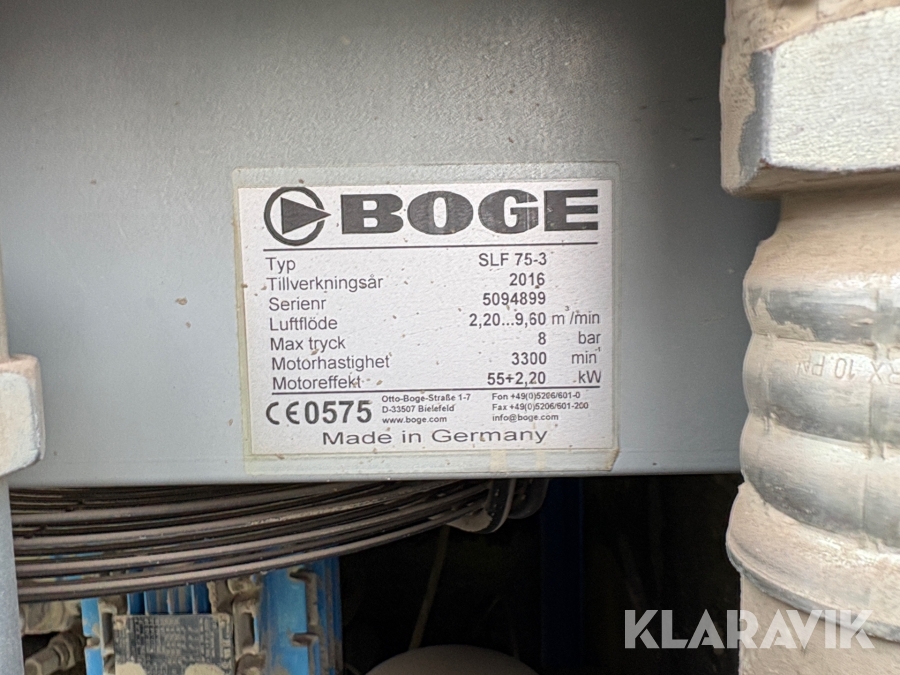 BOGE
Typ SLF 75-3
Tillverkningsår 2016
Serienr 5094899
Luftflöde 2,20...9,60 m³/min
Max tryck 8 bar
Motorhastighet 3300 min
Motoreffekt 55+2,20 kW
CE0575
Otto-Boge-Straße 1-7
D-33507 Bielefeld
www.boge.com
Fon +49(0)5206/601-0
Fax +49(0)5206/601-200
info@boge.com
Made in Germany
10 PN
KLARAVIK